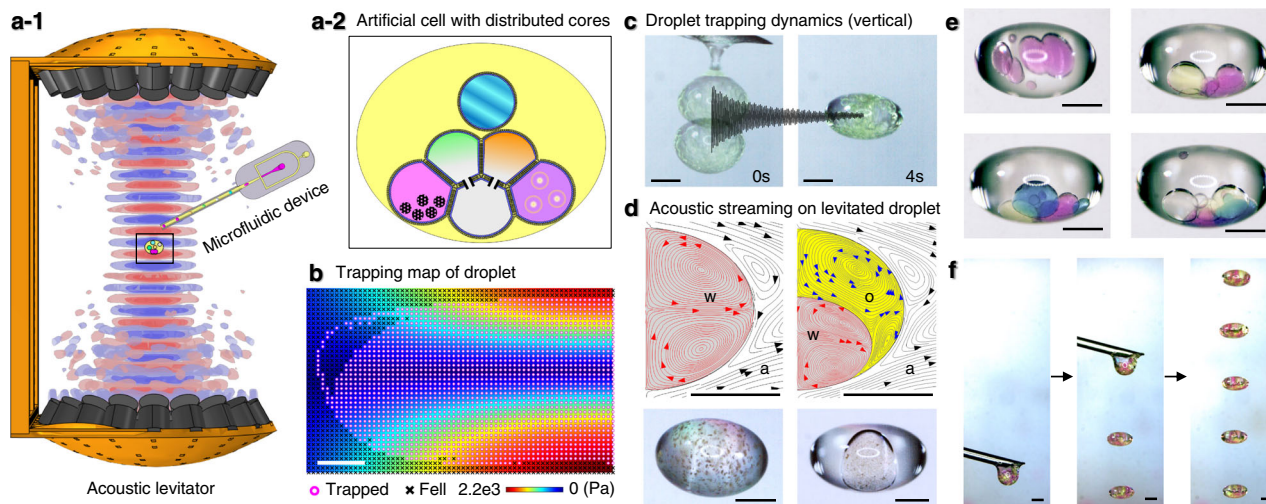 a-1
Microfluidic device
Acoustic levitator
a-2 Artificial cell with distributed cores
b Trapping map of droplet
Trapped Fell 2.2e3 0 (Pa)
c Droplet trapping dynamics (vertical)
0s 4s
d Acoustic streaming on levitated droplet
w o
w
a a
e
f